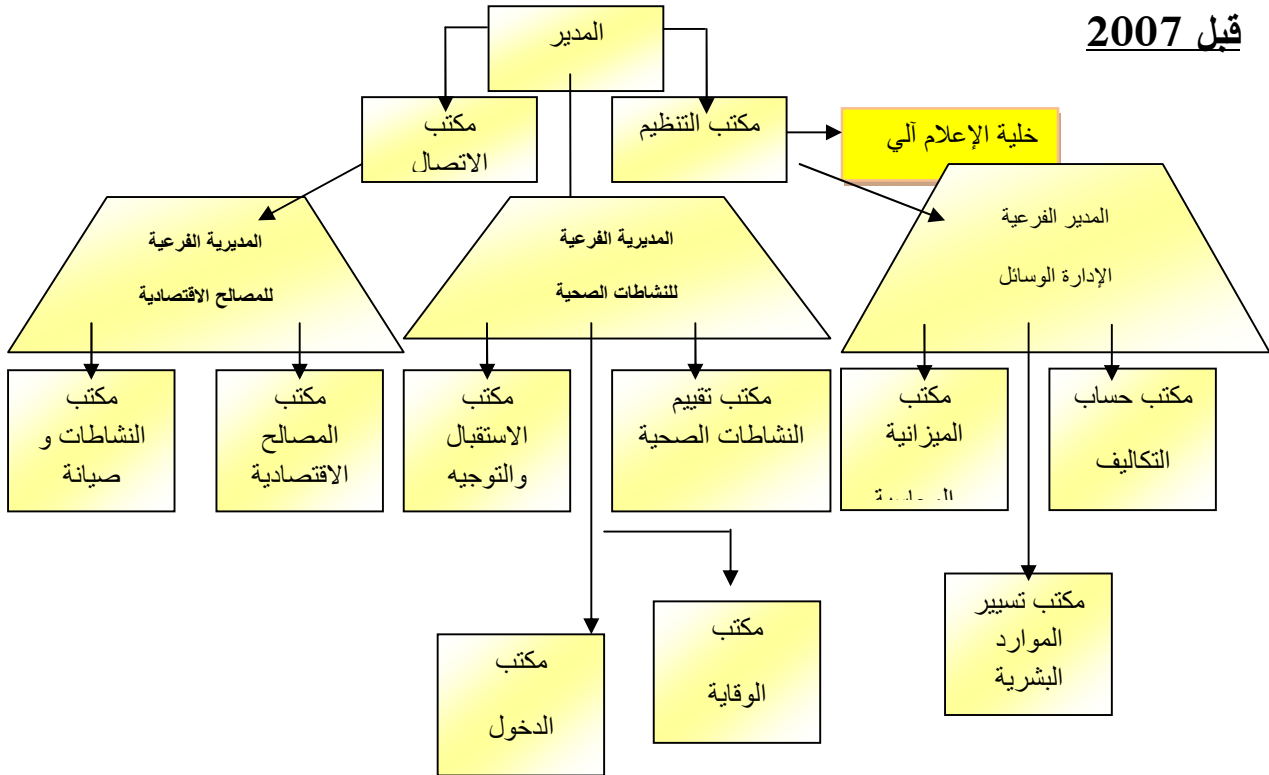 قبل 2007
المدير
مكتب التنظيم
مكتب
الاتصال
خلية الإعلام آلي
المدير الفرعية
الإدارة الوسائل
المديرية الفرعية
للنشاطات الصحية
المديرية الفرعية
للمصالح الاقتصادية
مكتب حساب
التكاليف
مكتب
الميزانية
مكتب تقييم
النشاطات الصحية
مكتب
الاستقبال
والتوجيه
مكتب
المصالح
الاقتصادية
مكتب
النشاطات و
صيانة
مكتب تسيير
الموارد
البشرية
مكتب
الوقاية
مكتب
الدخول